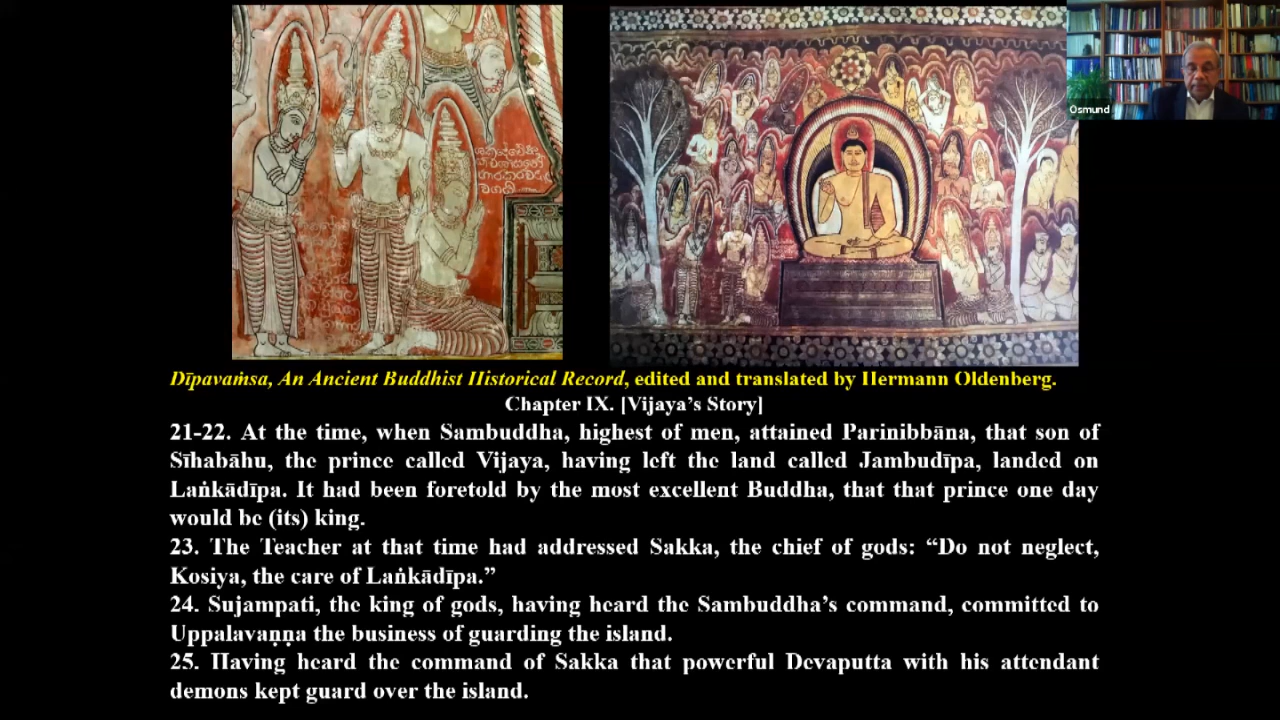 Osmund
Dīpavaṁsa, An Ancient Buddhist Historical Record, edited and translated by Hermann Oldenberg.
Chapter IX. [Vijaya’s Story]
21-22. At the time, when Sambuddha, highest of men, attained Parinibbāna, that son of
Sīhabāhu, the prince called Vijaya, having left the land called Jambudīpa, landed on
Laṅkādīpa. It had been foretold by the most excellent Buddha, that that prince one day
would be (its) king.
23. The Teacher at that time had addressed Sakka, the chief of gods: “Do not neglect,
Kosiya, the care of Laṅkādīpa.”
24. Sujampati, the king of gods, having heard the Sambuddha’s command, committed to
Uppalavaṇṇa the business of guarding the island.
25. Having heard the command of Sakka that powerful Devaputta with his attendant
demons kept guard over the island.